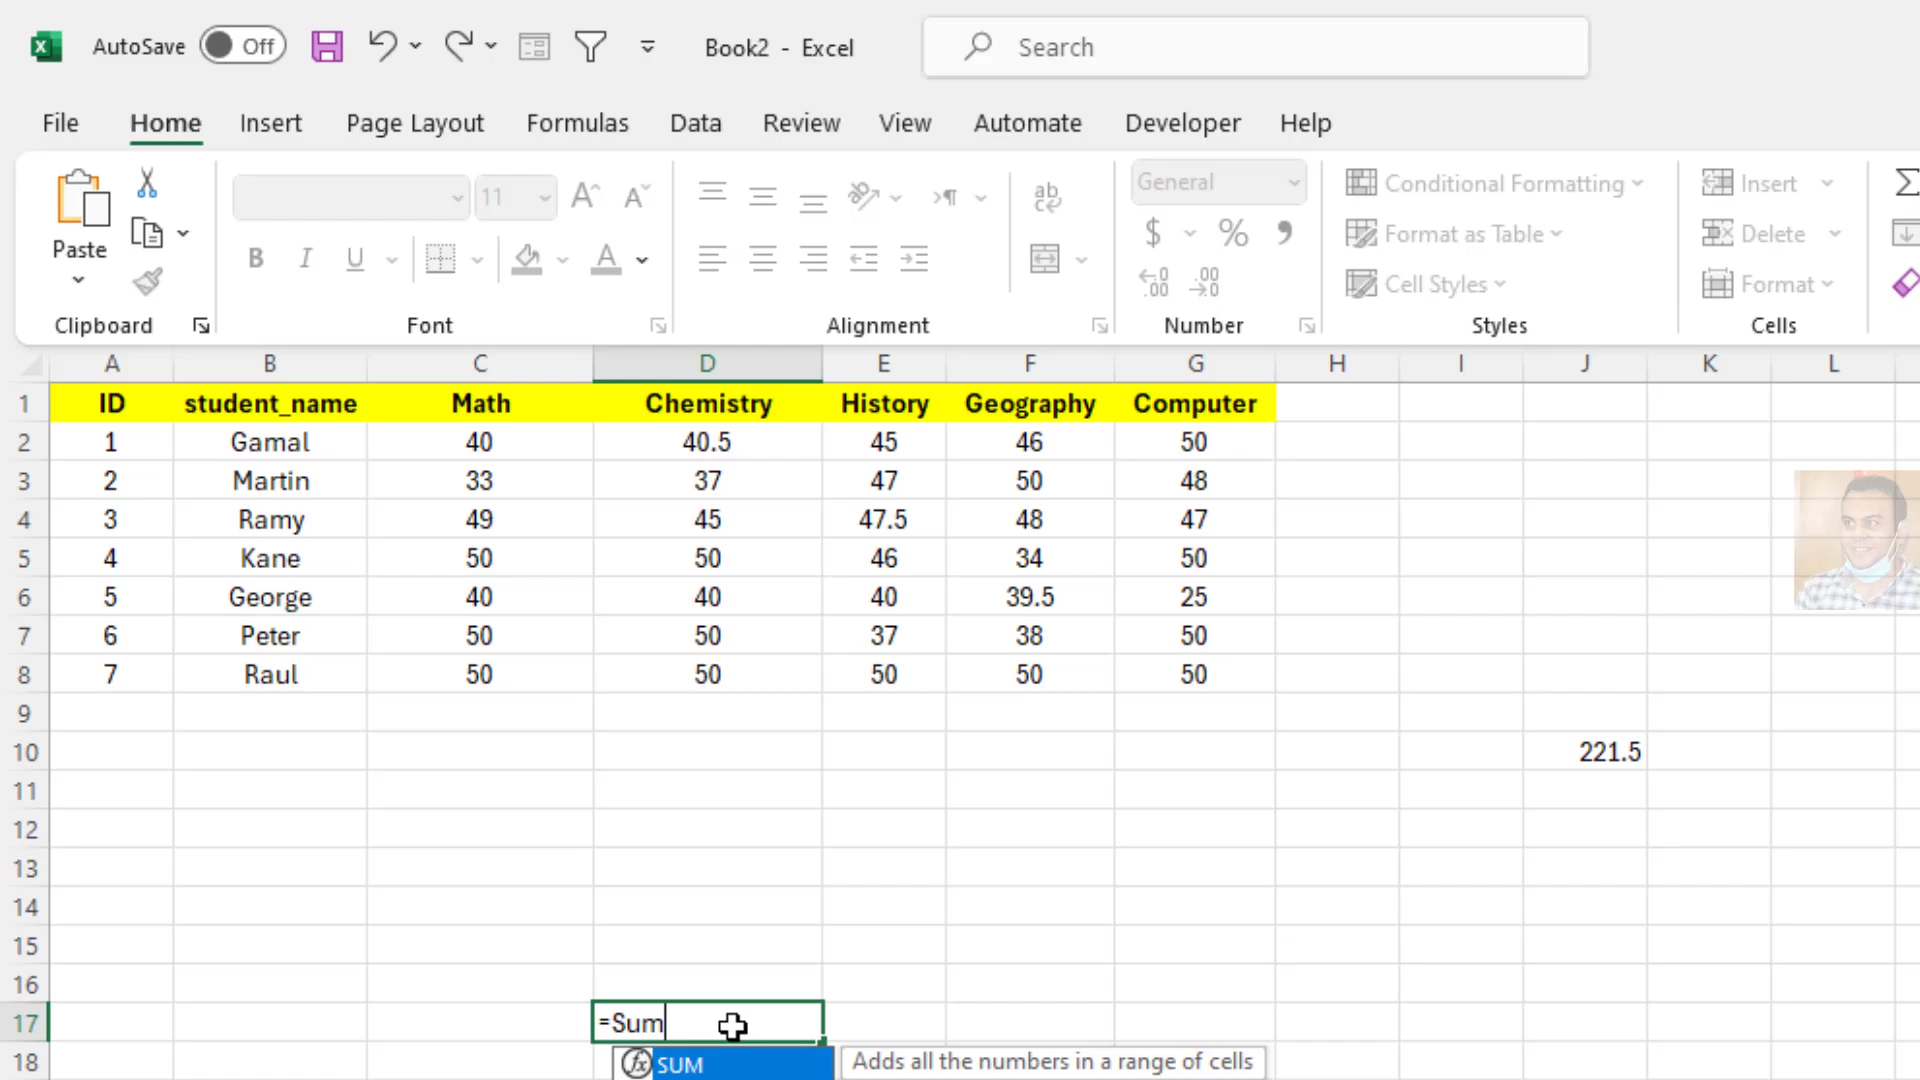 AutoSave Off Book2 - Excel Search
File Home Insert Page Layout Formulas Data Review View Automate Developer Help
Paste 11 General Conditional Formatting Insert
B I U $ % Format as Table Delete
Cell Styles Format
Clipboard Font Alignment Number Styles Cells
A B C D E F G H I J K L
1 ID student_name Math Chemistry History Geography Computer
2 1 Gamal 40 40.5 45 46 50
3 2 Martin 33 37 47 50 48
4 3 Ramy 49 45 47.5 48 47
5 4 Kane 50 50 46 34 50
6 5 George 40 40 40 39.5 25
7 6 Peter 50 50 37 38 50
8 7 Raul 50 50 50 50 50
9
10 221.5
11
12
13
14
15
16
17 =Sum
18 fx SUM Adds all the numbers in a range of cells